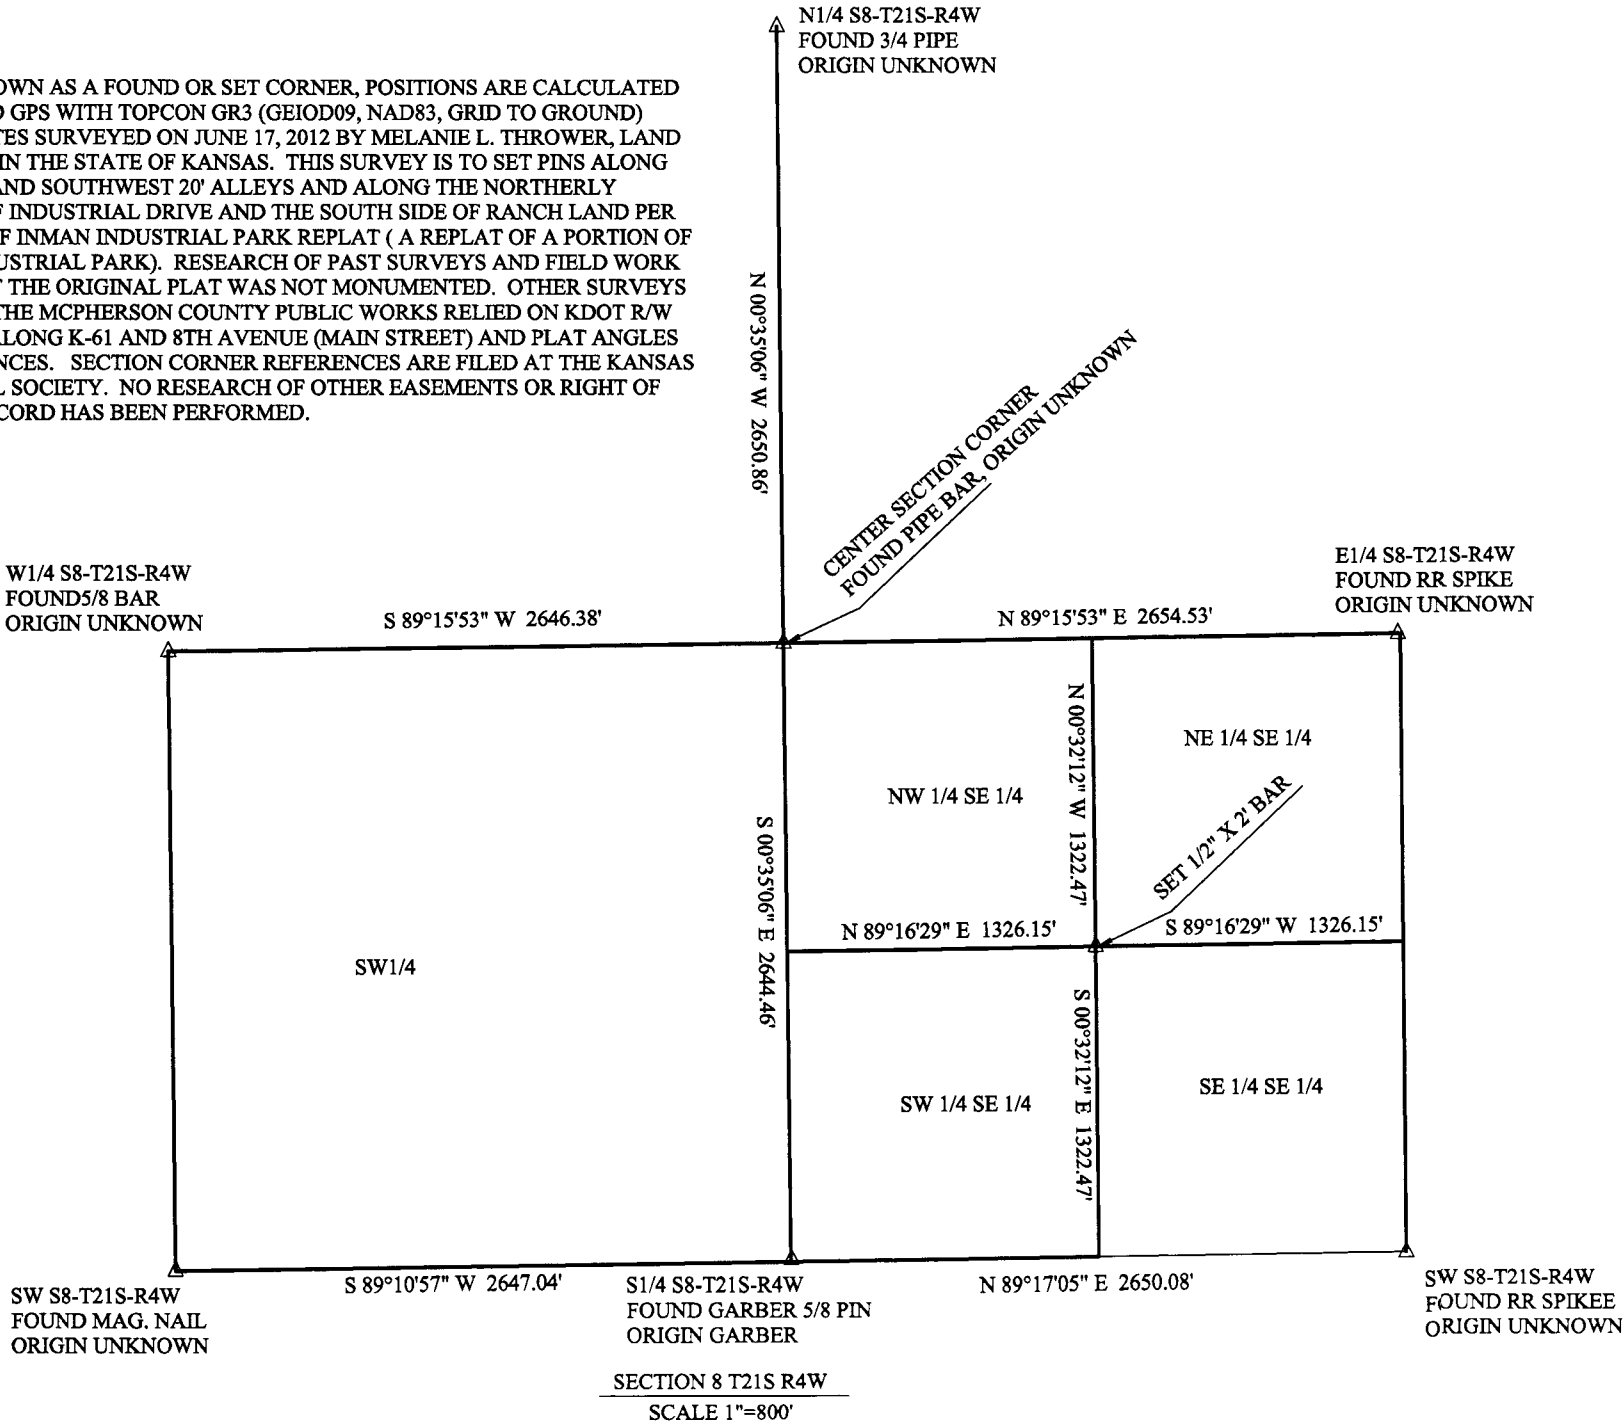 N1/4 S8-T21S-R4W
FOUND 3/4 PIPE
ORIGIN UNKNOWN
OWN AS A FOUND OR SET CORNER, POSITIONS ARE CALCULATED
GPS WITH TOPCON GR3 (GEIOD09, NAD83, GRID TO GROUND)
TES SURVEYED ON JUNE 17, 2012 BY MELANIE L. THROWER, LAND
IN THE STATE OF KANSAS. THIS SURVEY IS TO SET PINS ALONG
AND SOUTHWEST 20' ALLEYS AND ALONG THE NORTHERLY
F INDUSTRIAL DRIVE AND THE SOUTH SIDE OF RANCH LAND PER
F INMAN INDUSTRIAL PARK REPLAT ( A REPLAT OF A PORTION OF
USTRIAL PARK). RESEARCH OF PAST SURVEYS AND FIELD WORK
T THE ORIGINAL PLAT WAS NOT MONUMENTED. OTHER SURVEYS
THE MCPHERSON COUNTY PUBLIC WORKS RELIED ON KDOT R/W
ALONG K-61 AND 8TH AVENUE (MAIN STREET) AND PLAT ANGLES
NCES. SECTION CORNER REFERENCES ARE FILED AT THE KANSAS
L SOCIETY. NO RESEARCH OF OTHER EASEMENTS OR RIGHT OF
CORD HAS BEEN PERFORMED.
N 00°35'06" W 2650.86'
CENTER SECTION CORNER
FOUND PIPE BAR, ORIGIN UNKNOWN
W1/4 S8-T21S-R4W
FOUND5/8 BAR
ORIGIN UNKNOWN
S 89°15'53" W 2646.38'
N 89°15'53" E 2654.53'
E1/4 S8-T21S-R4W
FOUND RR SPIKE
ORIGIN UNKNOWN
N 00°32'12" W 1322.47'
NE 1/4 SE 1/4
NW 1/4 SE 1/4
SET 1/2" X 2' BAR
S 00°35'06" E 2644.46'
N 89°16'29" E 1326.15'
S 89°16'29" W 1326.15'
SW1/4
S 00°32'12" E 1322.47'
SW 1/4 SE 1/4
SE 1/4 SE 1/4
SW S8-T21S-R4W
FOUND MAG. NAIL
ORIGIN UNKNOWN
S 89°10'57" W 2647.04'
S1/4 S8-T21S-R4W
FOUND GARBER 5/8 PIN
ORIGIN GARBER
N 89°17'05" E 2650.08'
SW S8-T21S-R4W
FOUND RR SPIKEE
ORIGIN UNKNOWN
SECTION 8 T21S R4W
SCALE 1"=800'